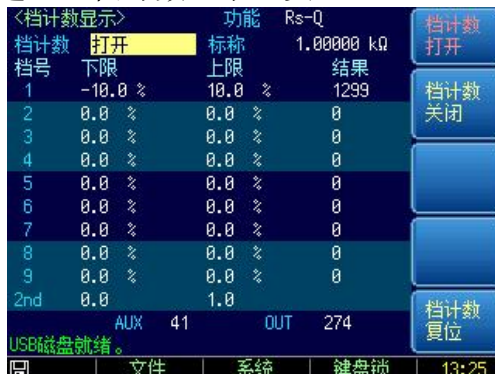 <档计数显示> 功能 Rs-Q
档计数 打开 标称 1.00000 kΩ
档号 下限 上限 结果
1 -10.0 % 10.0 % 1299
2 0.0 % 0.0 % 0
3 0.0 % 0.0 % 0
4 0.0 % 0.0 % 0
5 0.0 % 0.0 % 0
6 0.0 % 0.0 % 0
7 0.0 % 0.0 % 0
8 0.0 % 0.0 % 0
9 0.0 % 0.0 % 0
2nd 0.0 1.0
AUX 41 OUT 274
USB磁盘就绪。
档计数
打开
档计数
关闭
档计数
复位
文件 系统 键盘锁 13:25